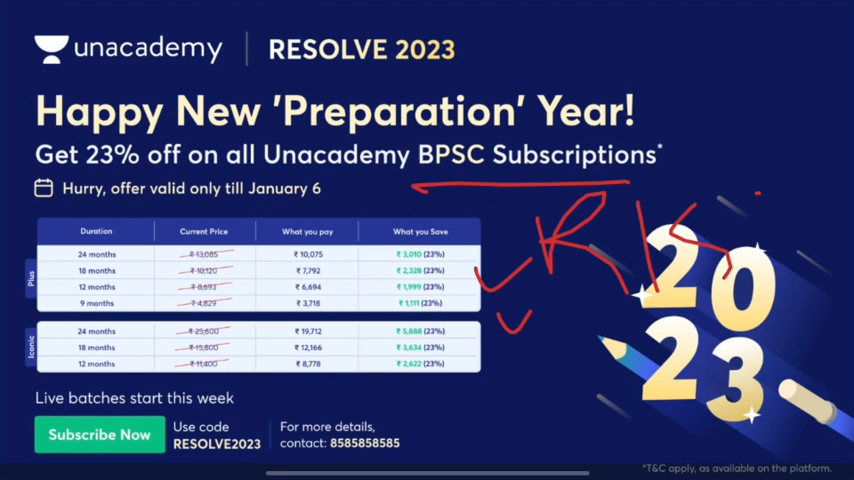 unacademy | RESOLVE 2023
Happy New 'Preparation' Year!
Get 23% off on all Unacademy BPSC Subscriptions*
Hurry, offer valid only till January 6
RK
Duration Current Price What you pay What you Save
Plus
24 months ₹ 13,085 ₹ 10,075 ₹ 3,010 (23%)
18 months ₹ 10,120 ₹ 7,792 ₹ 2,328 (23%)
12 months ₹ 8,693 ₹ 6,694 ₹ 1,999 (23%)
9 months ₹ 4,829 ₹ 3,718 ₹ 1,111 (23%)
Iconic
24 months ₹ 25,600 ₹ 19,712 ₹ 5,888 (23%)
18 months ₹ 15,800 ₹ 12,166 ₹ 3,634 (23%)
12 months ₹ 11,400 ₹ 8,778 ₹ 2,622 (23%)
20
23
Live batches start this week
Subscribe Now
Use code
RESOLVE2023
For more details,
contact: 8585858585
*T&C apply, as available on the platform.